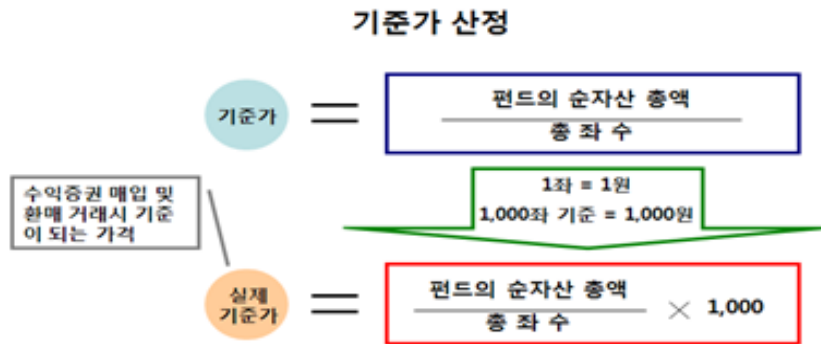 기준가 산정
기준가
=
펀드의 순자산 총액
총 좌 수
1좌 = 1원
1,000좌 기준 = 1,000원
수익증권 매입 및
환매 거래시 기준
이 되는 가격
실제
기준가
=
펀드의 순자산 총액
총 좌 수
× 1,000